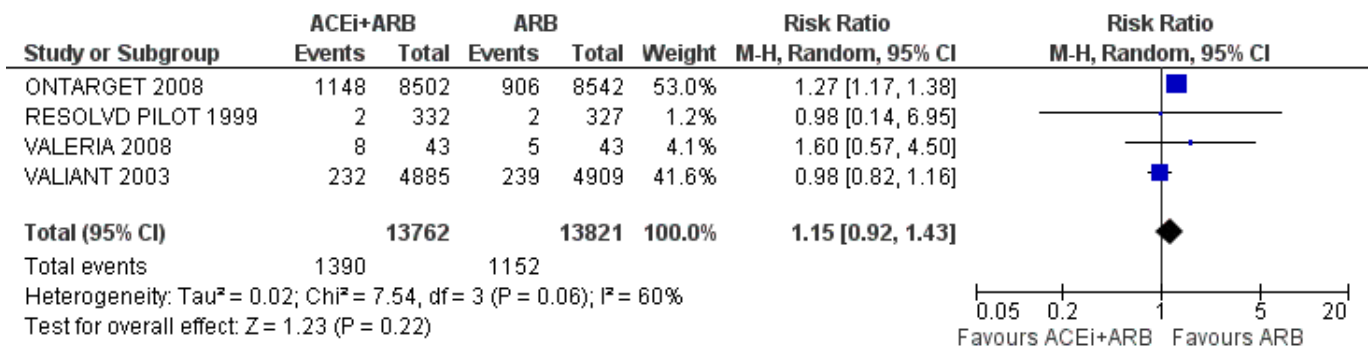 ACEi+ARB ARB Risk Ratio Risk Ratio
Study or Subgroup Events Total Events Total Weight M-H, Random, 95% CI M-H, Random, 95% CI
ONTARGET 2008 1148 8502 906 8542 53.0% 1.27 [1.17, 1.38]
RESOLVD PILOT 1999 2 332 2 327 1.2% 0.98 [0.14, 6.95]
VALERIA 2008 8 43 5 43 4.1% 1.60 [0.57, 4.50]
VALIANT 2003 232 4885 239 4909 41.6% 0.98 [0.82, 1.16]
Total (95% CI) 13762 13821 100.0% 1.15 [0.92, 1.43]
Total events 1390 1152
Heterogeneity: Tau² = 0.02; Chi² = 7.54, df = 3 (P = 0.06); I² = 60%
Test for overall effect: Z = 1.23 (P = 0.22)
0.05 0.2 1 5 20
Favours ACEi+ARB Favours ARB